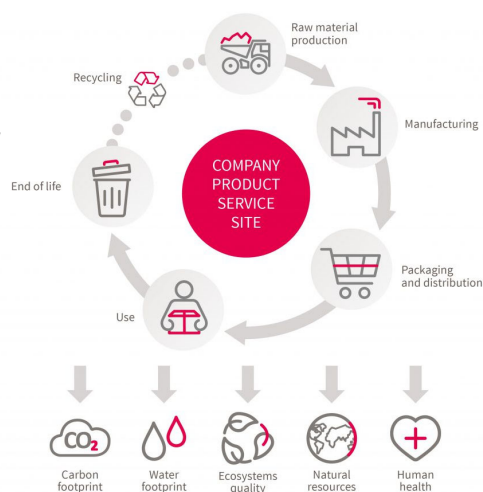 Raw material
production
Recycling
Manufacturing
COMPANY
PRODUCT
SERVICE
SITE
End of life
Packaging
and distribution
Use
CO2
Carbon
footprint
Water
footprint
Ecosystems
quality
Natural
resources
Human
health